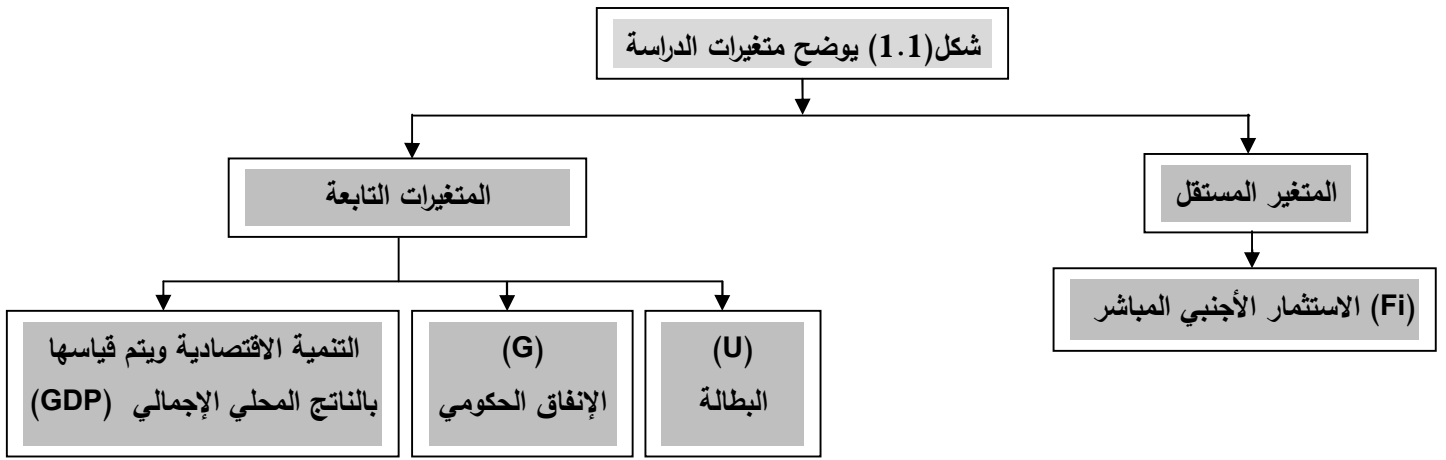 شكل(1.1) يوضح متغيرات الدراسة
المتغير المستقل
المتغيرات التابعة
(Fi) الاستثمار الأجنبي المباشر
(U)
البطالة
(G)
الإنفاق الحكومي
التنمية الاقتصادية ويتم قياسها
بالناتج المحلي الإجمالي (GDP)